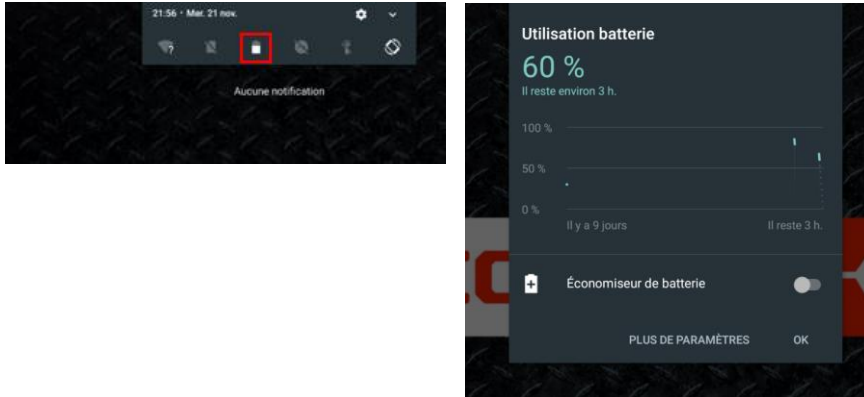 21:56 • Mar. 21 nov.
Aucune notification
Utilisation batterie
60 %
Il reste environ 3 h.
100 %
50 %
0 %
Il y a 9 jours
Il reste 3 h.
Économiseur de batterie
PLUS DE PARAMÈTRES
OK